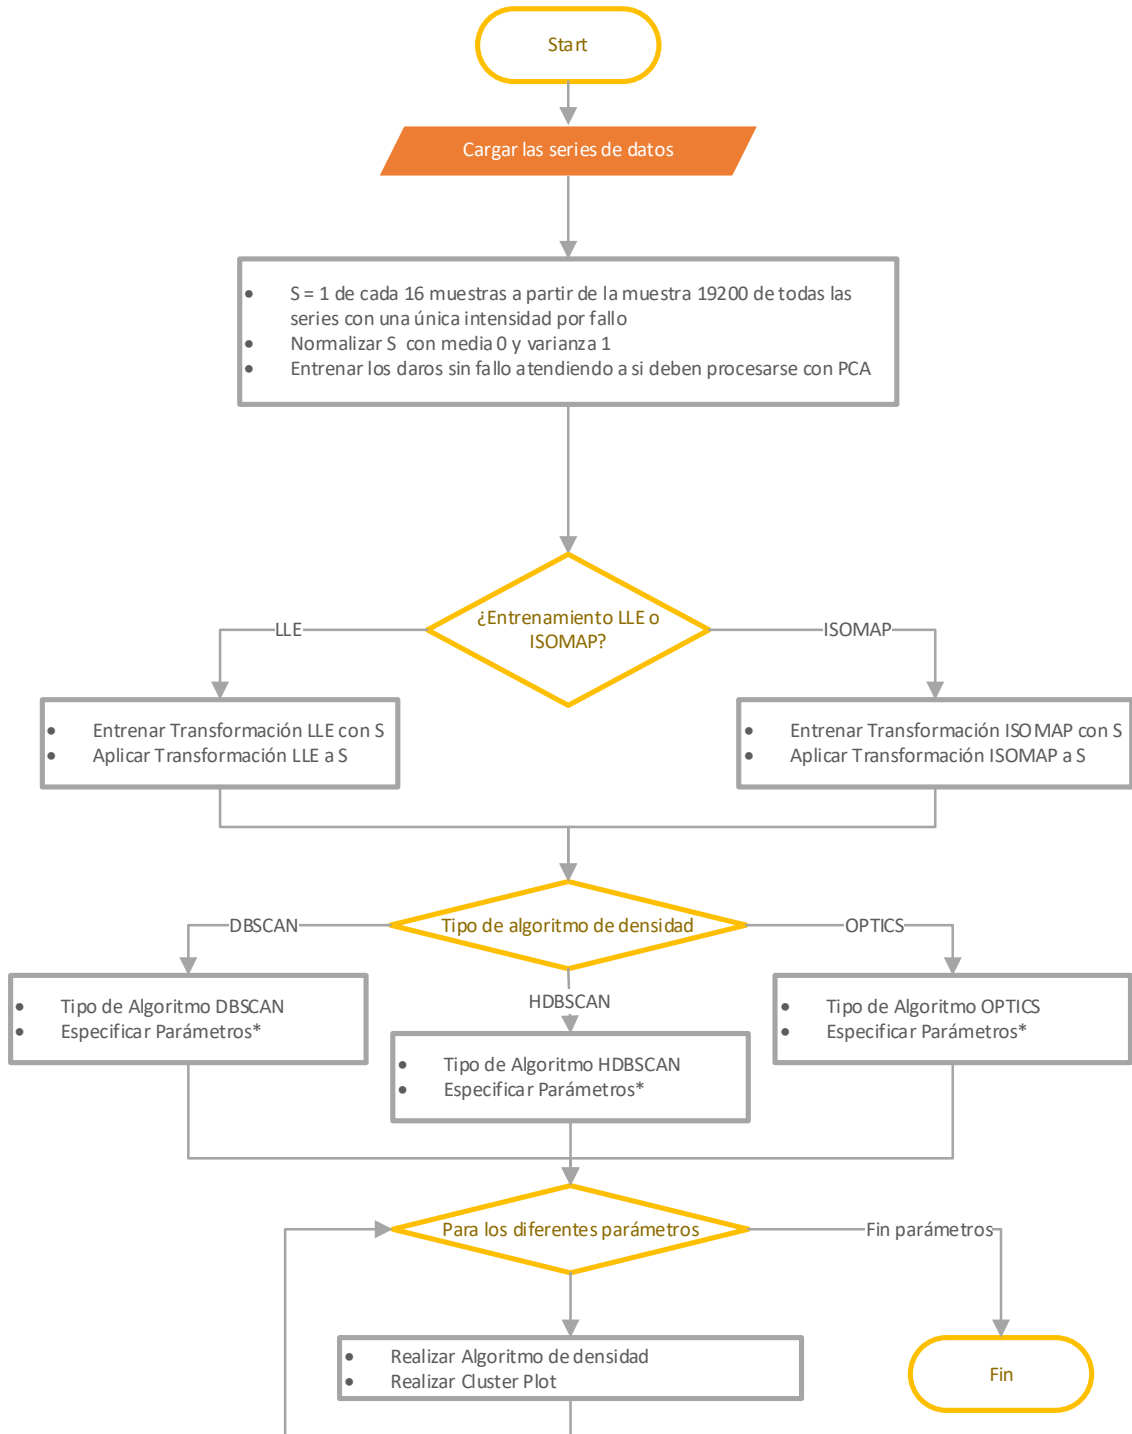 Start
Cargar las series de datos
• S = 1 de cada 16 muestras a partir de la muestra 19200 de todas las
series con una única intensidad por fallo
• Normalizar S con media 0 y varianza 1
• Entrenar los daros sin fallo atendiendo a si deben procesarse con PCA
¿Entrenamiento LLE o
ISOMAP?
LLE
ISOMAP
• Entrenar Transformación LLE con S
• Aplicar Transformación LLE a S
• Entrenar Transformación ISOMAP con S
• Aplicar Transformación ISOMAP a S
Tipo de algoritmo de densidad
DBSCAN
OPTICS
HDBSCAN
• Tipo de Algoritmo DBSCAN
• Especificar Parámetros*
• Tipo de Algoritmo HDBSCAN
• Especificar Parámetros*
• Tipo de Algoritmo OPTICS
• Especificar Parámetros*
Para los diferentes parámetros
Fin parámetros
• Realizar Algoritmo de densidad
• Realizar Cluster Plot
Fin